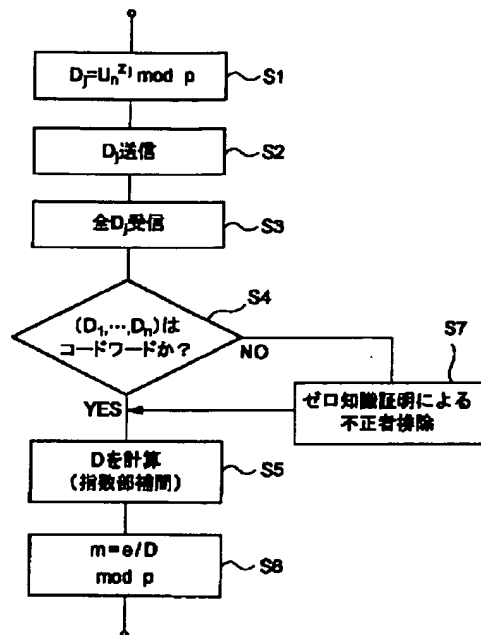 Dj=Un^zj mod p
S1
Dj送信
S2
全Dj受信
S3
S4
(D1,…,Dn)は
コードワードか?
NO
S7
YES
ゼロ知識証明による
不正者排除
Dを計算
(指数部補間)
S5
m=e/D
mod p
S6